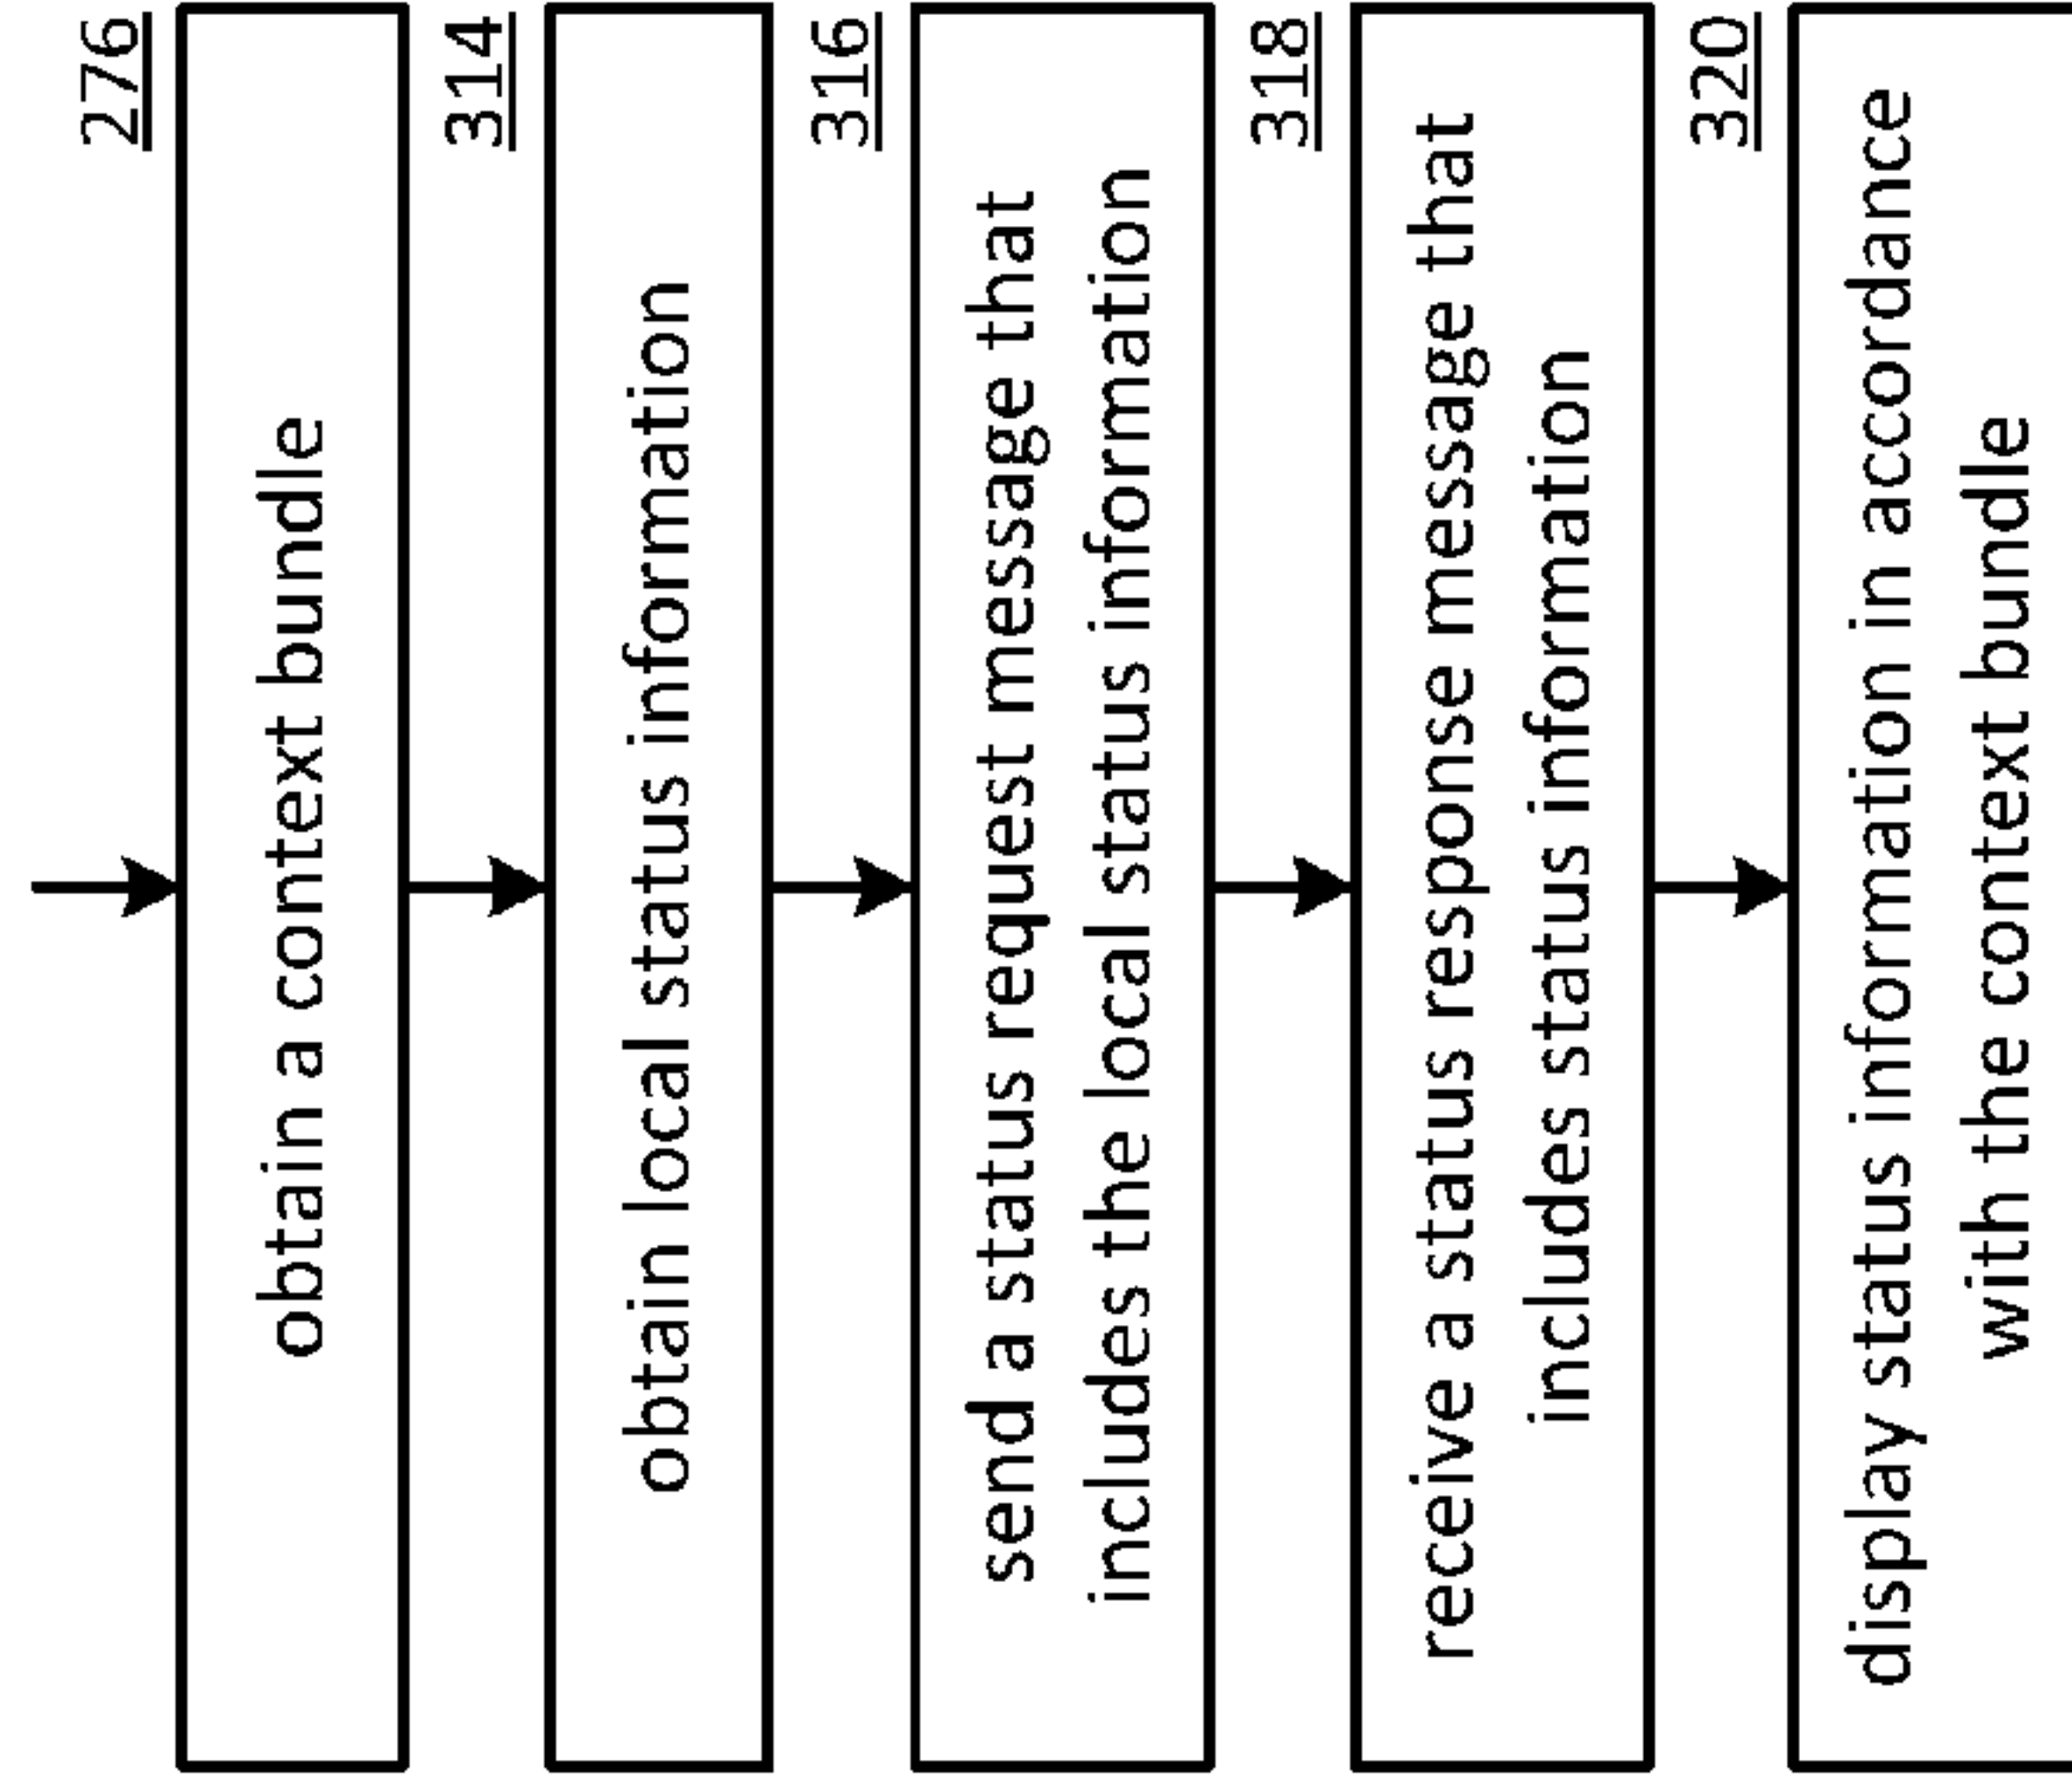 276
obtain a context bundle
314
obtain local status information
316
send a status request message that
includes the local status information
318
receive a status response message that
includes status information
320
display status information in accordance
with the context bundle